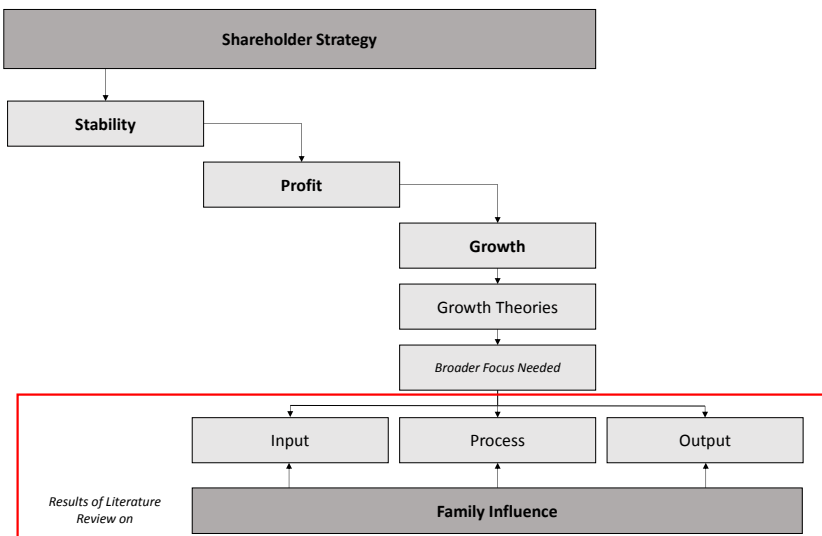 Shareholder Strategy
Stability
Profit
Growth
Growth Theories
Broader Focus Needed
Input
Process
Output
Results of Literature
Review on
Family Influence